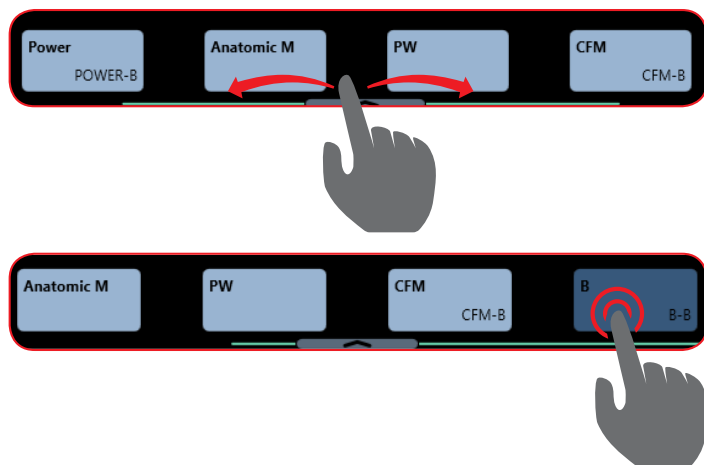 Power
POWER-B
Anatomic M
PW
CFM
CFM-B
Anatomic M
PW
CFM
CFM-B
B
B-B